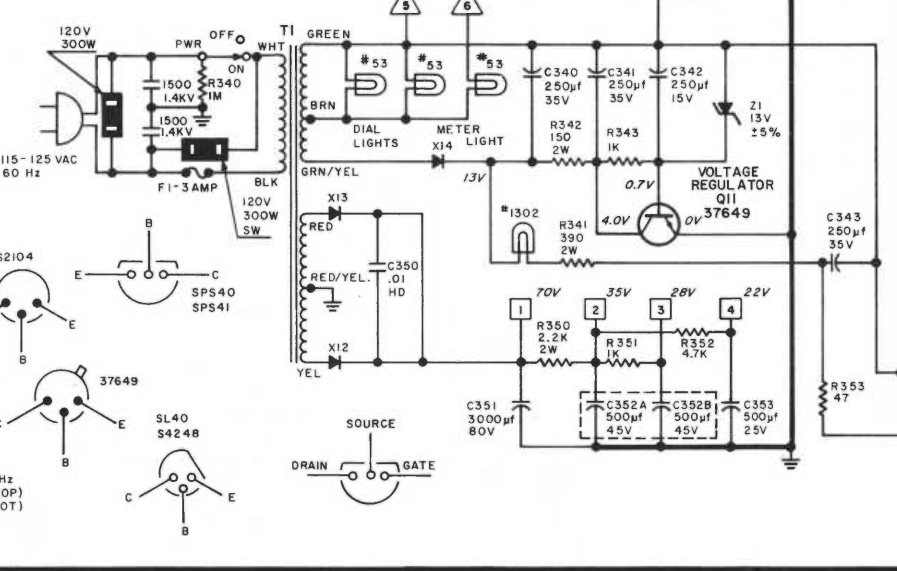 5
6
120V
300W
OFF
PWR
WHT
T1
GREEN
ON
R340
1M
1500
1.4KV
1500
1.4KV
115-125 VAC
60 Hz
F1-3AMP
BLK
120V
300W
SW
#53
#53
#53
BRN
DIAL
LIGHTS
METER
LIGHT
X14
GRN/YEL
13V
C340
250µf
35V
C341
250µf
35V
C342
250µf
15V
R342
150
2W
R343
1K
Z1
13V
±5%
VOLTAGE
REGULATOR
Q11
37649
0.7V
4.0V
0V
#1302
R341
390
2W
C343
250µf
35V
X13
RED
RED/YEL.
C350
.01
HD
X12
YEL
B
E
C
SPS40
SPS41
S2104
E
B
70V
35V
28V
22V
1
2
3
4
R350
2.2K
2W
R351
1K
R352
4.7K
R353
47
C351
3000µf
80V
C352A
500µf
45V
C352B
500µf
45V
C353
500µf
25V
37649
C
E
B
SL40
S4248
C
E
B
SOURCE
DRAIN
GATE
Hz
OP)
OT)